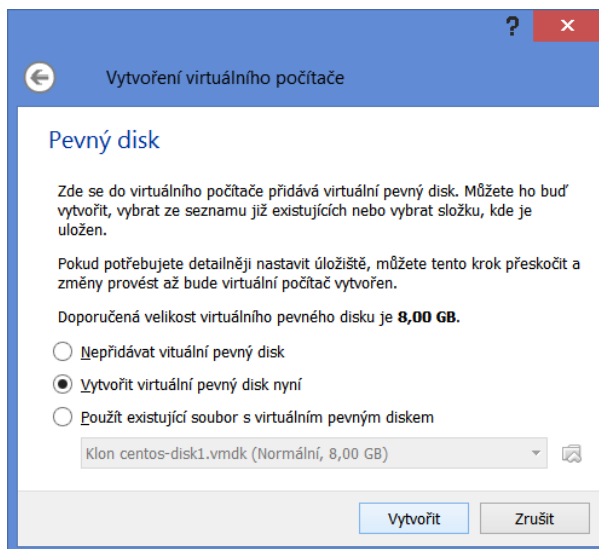 ?
Vytvoření virtuálního počítače
Pevný disk
Zde se do virtuálního počítače přidává virtuální pevný disk. Můžete ho buď
vytvořit, vybrat ze seznamu již existujících nebo vybrat složku, kde je
uložen.
Pokud potřebujete detailněji nastavit úložiště, můžete tento krok přeskočit a
změny provést až bude virtuální počítač vytvořen.
Doporučená velikost virtuálního pevného disku je 8,00 GB.
Nepřidávat vituální pevný disk
Vytvořit virtuální pevný disk nyní
Použít existující soubor s virtuálním pevným diskem
Klon centos-disk1.vmdk (Normální, 8,00 GB)
Vytvořit Zrušit